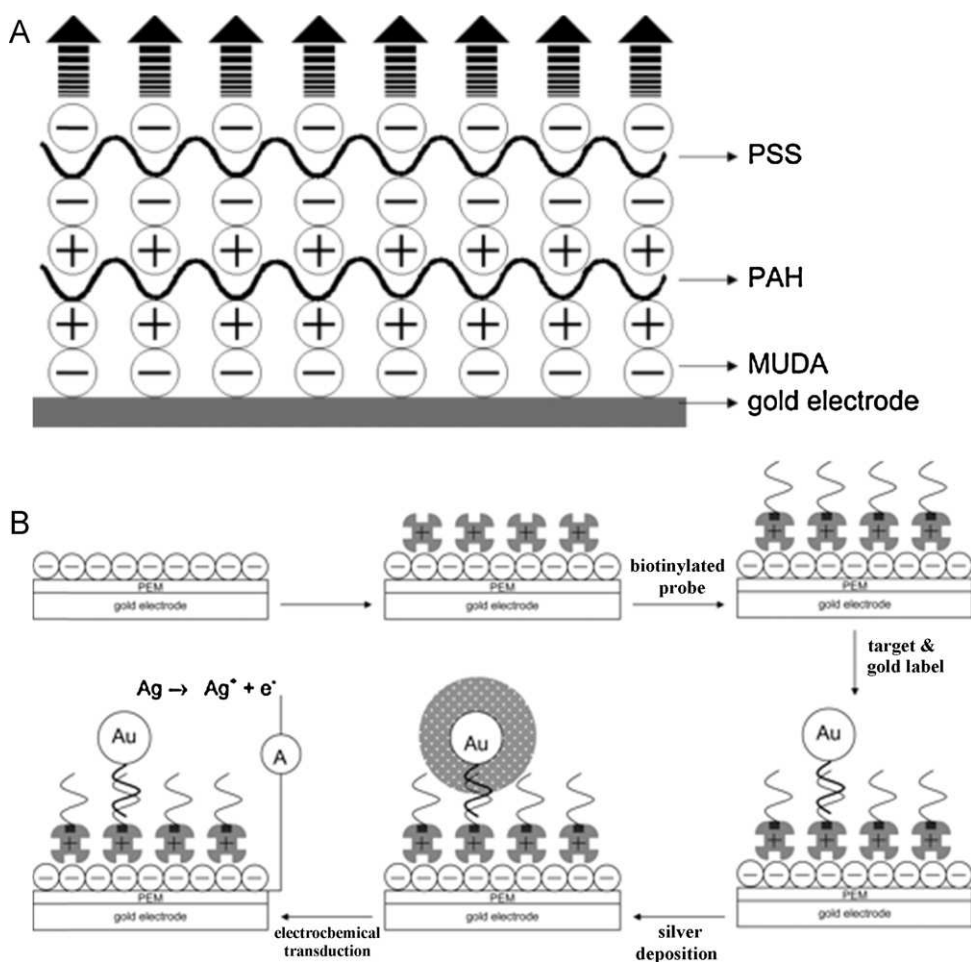 A
PSS
PAH
MUDA
gold electrode
B
PEM
gold electrode
PEM
gold electrode
biotinylated
probe
PEM
gold electrode
target &
gold label
Ag → Ag⁺ + e⁻
Au
A
PEM
gold electrode
electrochemical
transduction
Au
PEM
gold electrode
silver
deposition
Au
PEM
gold electrode